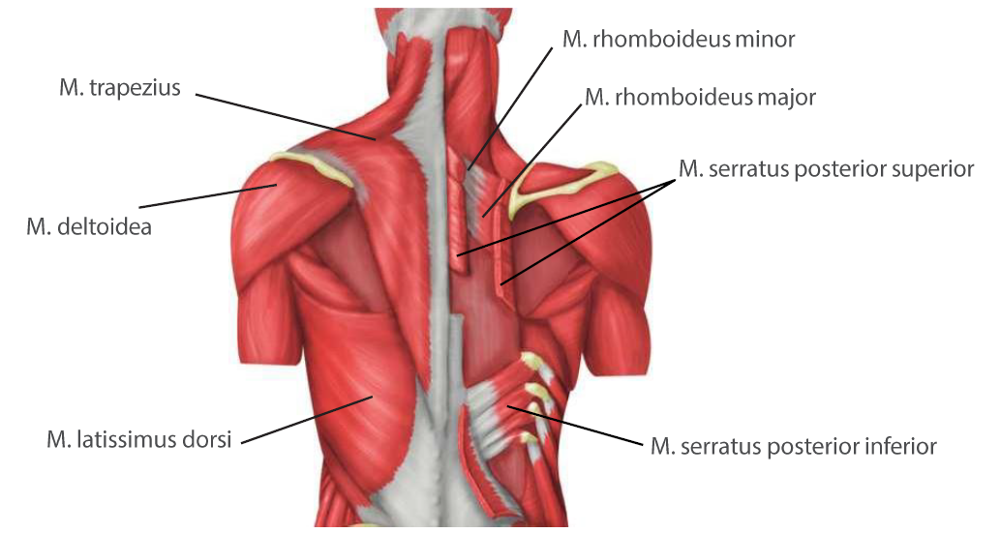 M. rhomboideus minor
M. trapezius
M. rhomboideus major
M. serratus posterior superior
M. deltoidea
M. latissimus dorsi
M. serratus posterior inferior